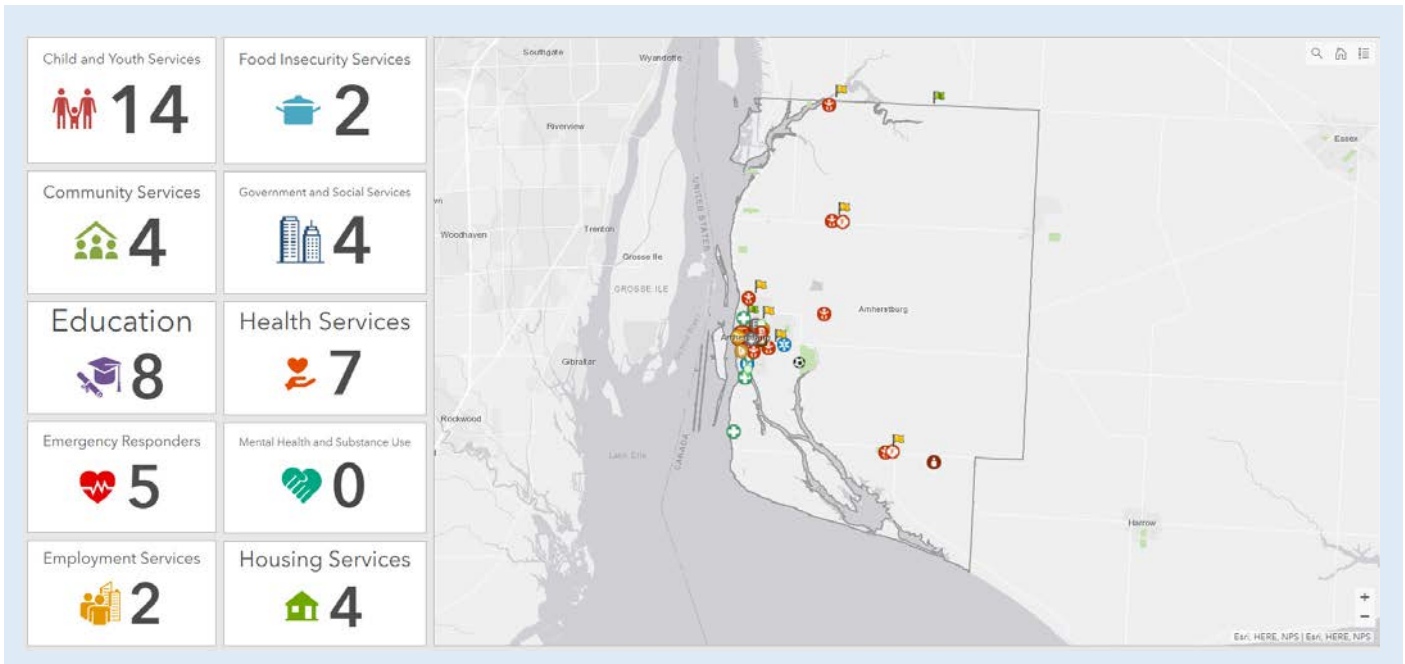 Child and Youth Services
14
Food Insecurity Services
2
Community Services
4
Government and Social Services
4
Education
8
Health Services
7
Emergency Responders
5
Mental Health and Substance Use
0
Employment Services
2
Housing Services
4
Southgate
Wyandotte
Riverview
Essex
UNITED STATES
Woodhaven
Trenton
Grosse Ile
GROSSE ILE
Amherstburg
Gibraltar
Rockwood
Lake Erie
CANADA
Harrow
+
−
Esri, HERE, NPS | Esri, HERE, NPS